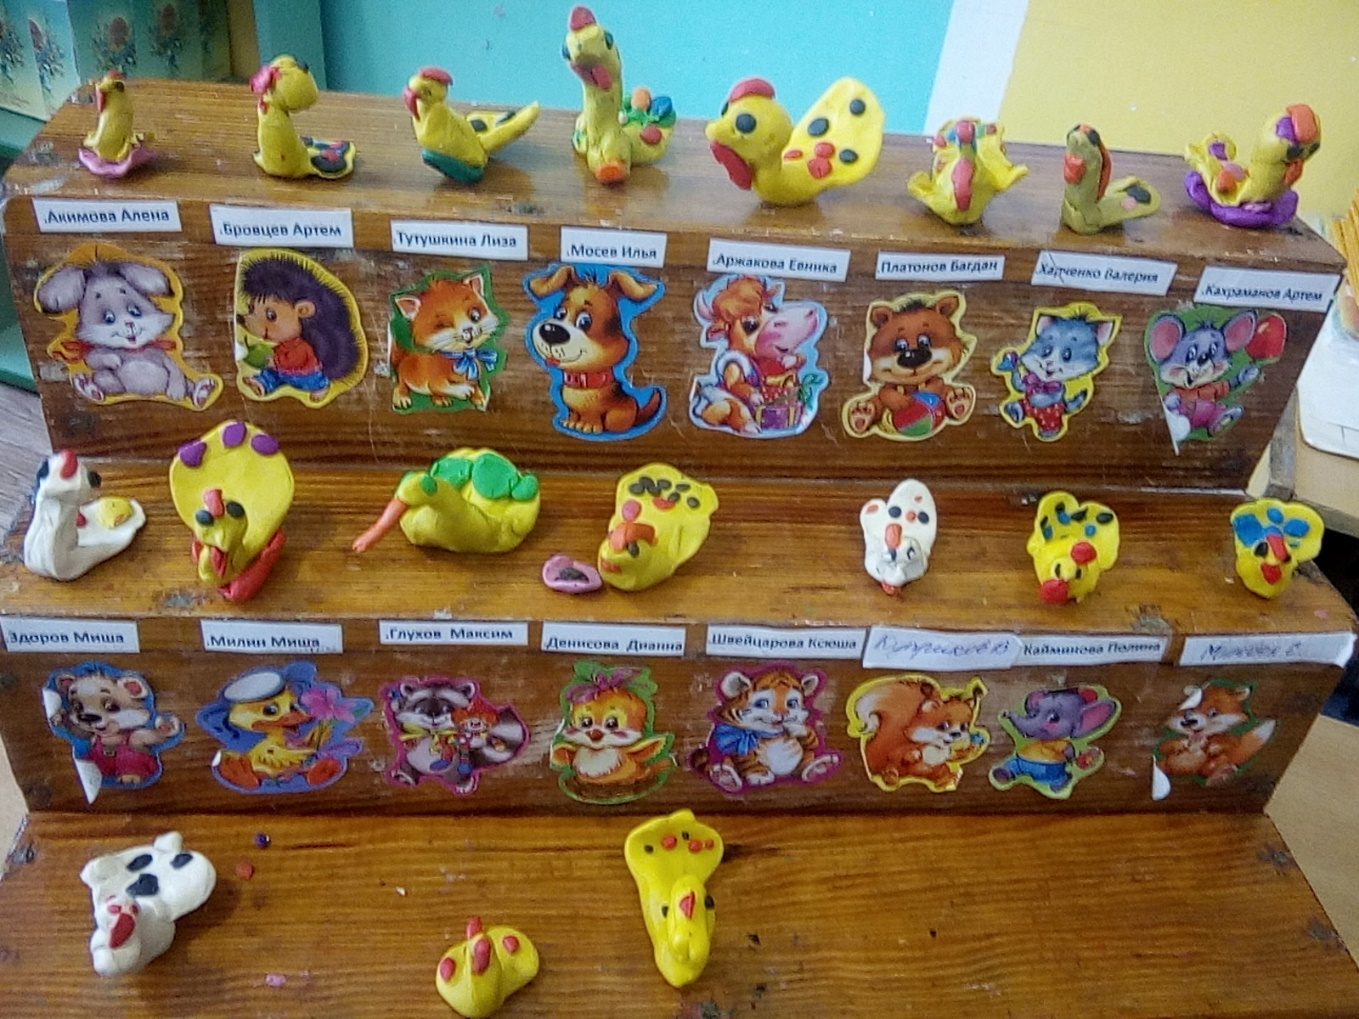 .Акимова Алена
.Бровцев Артем
.Тутушкина Лиза
.Мосев Илья
.Аржакова Евника
.Платонов Багдан
.Харченко Валерия
.Кахраманов Артем
.Здоров Миша
.Милин Миша
.Глухов Максим
Денисова Дианна
.Швейцарова Ксюша
Каймикова Полина